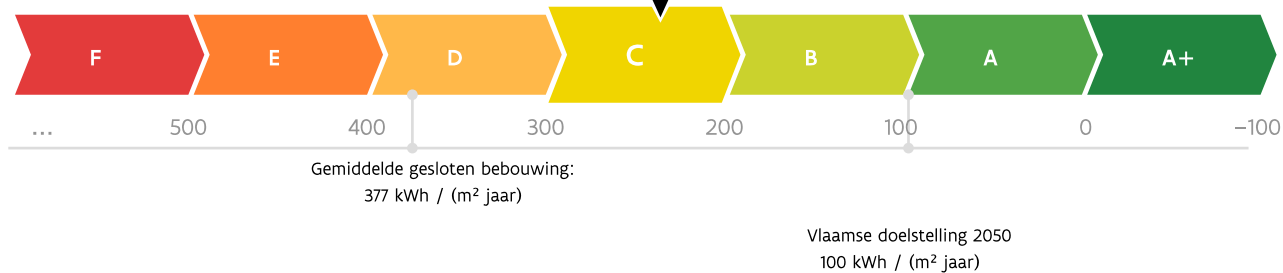 F E D C B A A+
... 500 400 300 200 100 0 −100
Gemiddelde gesloten bebouwing:
377 kWh / (m² jaar)
Vlaamse doelstelling 2050
100 kWh / (m² jaar)